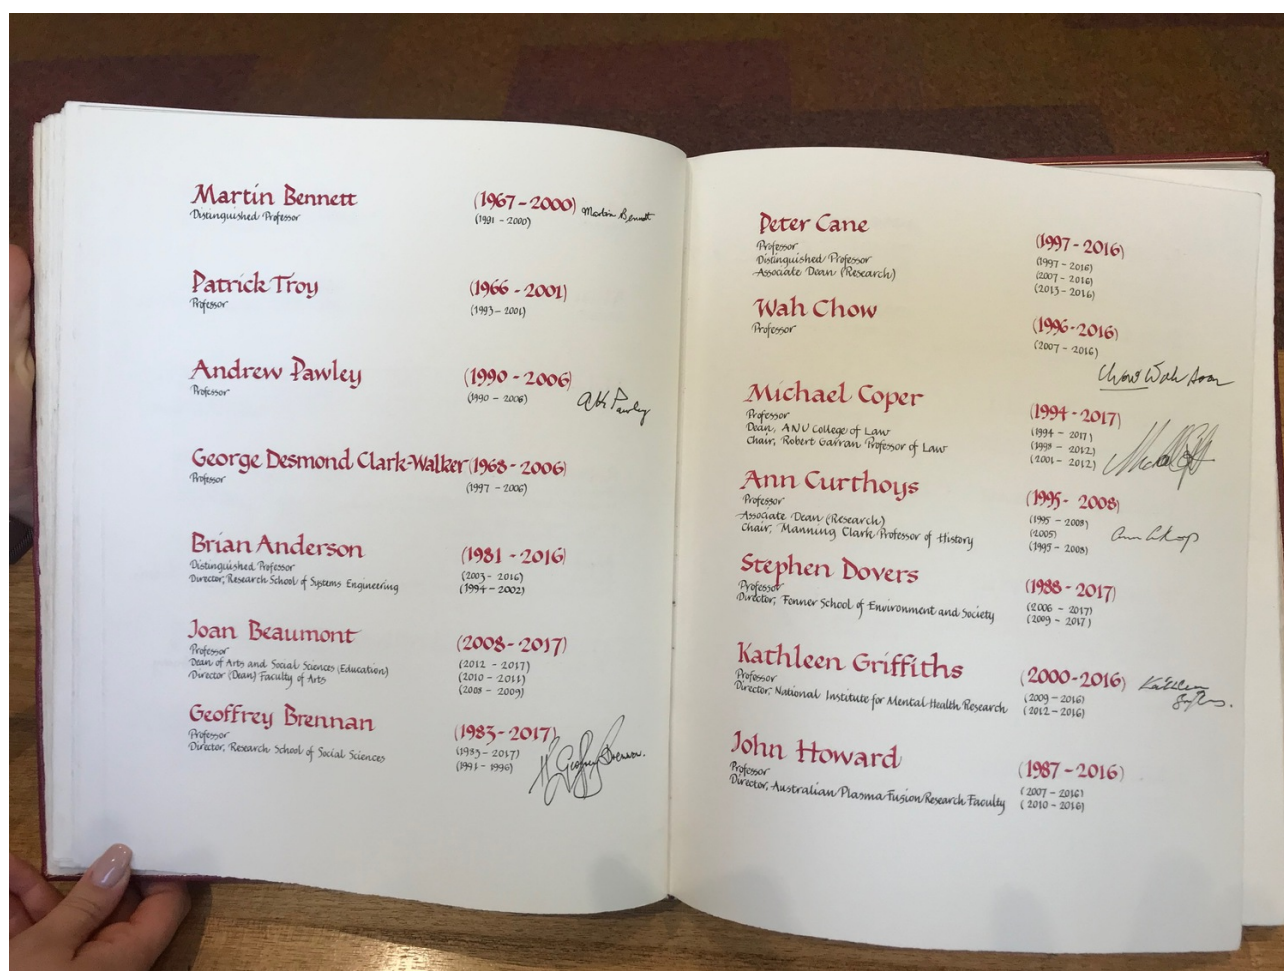 Martin Bennett (1967 - 2000) Martin Bennett
Distinguished Professor (1991 - 2000)
Patrick Troy (1966 - 2001)
Professor (1993 - 2001)
Andrew Pawley (1990 - 2006)
Professor (1990 - 2006) Pawley
George Desmond Clark-Walker (1968 - 2006)
Professor (1997 - 2006)
Brian Anderson (1981 - 2016)
Distinguished Professor (2003 - 2016)
Director, Research School of Systems Engineering (1994 - 2002)
Joan Beaumont (2008 - 2017)
Professor (2012 - 2017)
Dean of Arts and Social Sciences (Education) (2010 - 2011)
Director (Dean) Faculty of Arts (2008 - 2009)
Geoffrey Brennan (1983 - 2017)
Professor (1983 - 2017)
Director, Research School of Social Sciences (1991 - 1996) Geoffrey Brennan.
Peter Cane (1997 - 2016)
Professor (1997 - 2016)
Distinguished Professor (2007 - 2016)
Associate Dean (Research) (2013 - 2016)
Wah Chow (1996 - 2016)
Professor (2007 - 2016)
Chow Wah Soon
Michael Coper (1994 - 2017)
Professor (1994 - 2017)
Dean, ANU College of Law (1998 - 2012)
Chair, Robert Garran Professor of Law (2001 - 2012)
Ann Curthoys (1995 - 2008)
Professor (1995 - 2008)
Associate Dean (Research) (2005)
Chair, Manning Clark Professor of History (1995 - 2008)
Stephen Dovers (1988 - 2017)
Professor (2006 - 2017)
Director, Fenner School of Environment and Society (2009 - 2017)
Kathleen Griffiths (2000 - 2016) Kathleen
Professor (2009 - 2016)
Director, National Institute for Mental Health Research (2012 - 2016)
John Howard (1987 - 2016)
Professor (2007 - 2016)
Director, Australian Plasma Fusion Research Faculty (2010 - 2016)